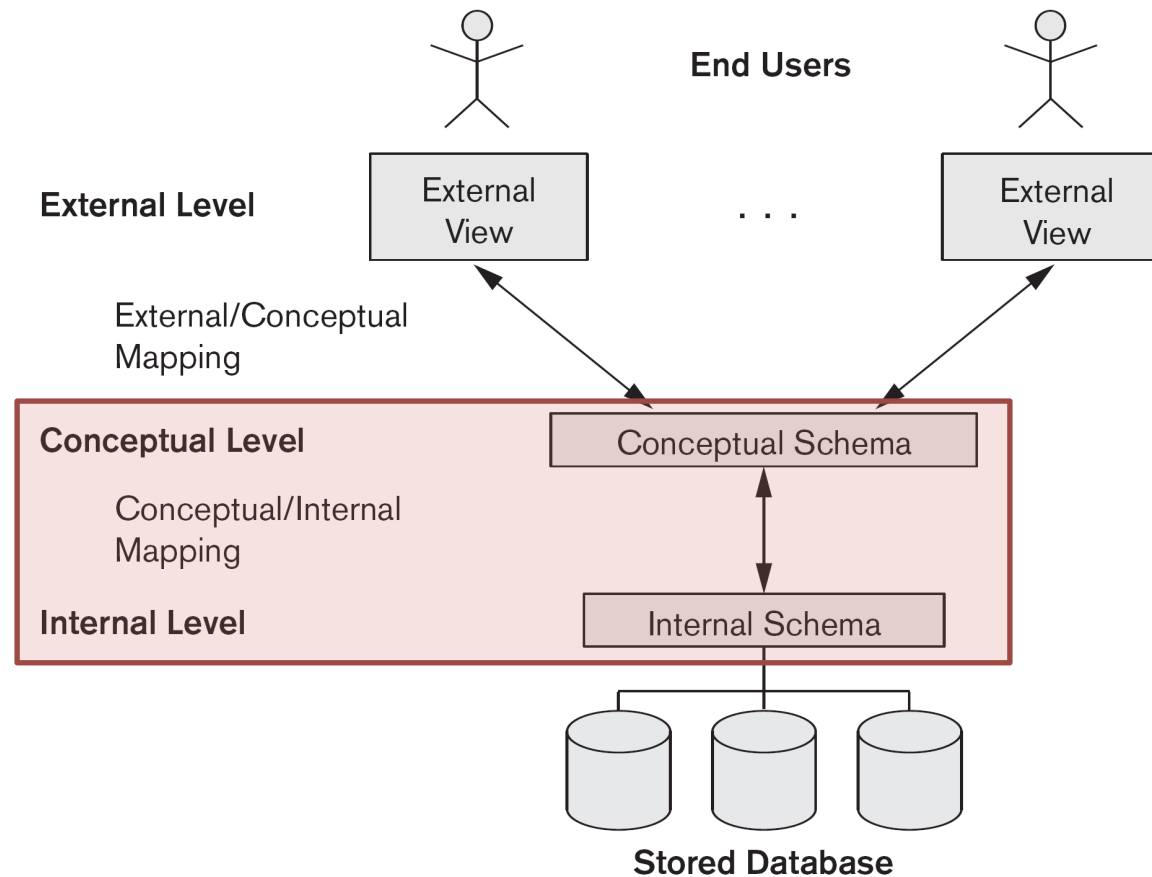 End Users
External Level
External
View
. . .
External
View
External/Conceptual
Mapping
Conceptual Level
Conceptual Schema
Conceptual/Internal
Mapping
Internal Level
Internal Schema
Stored Database